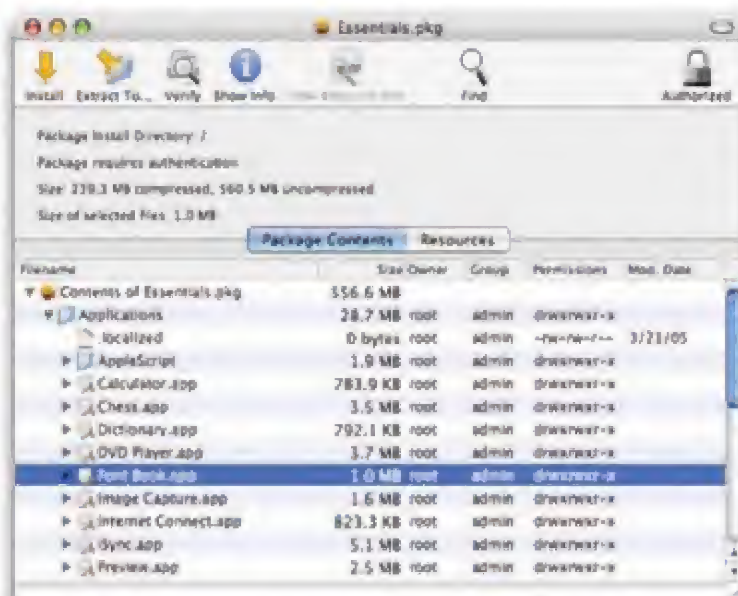 Essentials.pkg
Install Extract To... Verify Show Info Find Authorized
Package Install Directory: /
Package requires authentication
Size: 239.3 MB compressed, 560.5 MB uncompressed
Size of selected files: 1.0 MB
Package Contents Resources
Filename Size Owner Group Permissions Mod. Date
Contents of Essentials.pkg 556.6 MB
Applications 28.7 MB root admin drwxrwxr-x
.localized 0 bytes root admin -rw-rw-r-- 3/21/05
AppleScript 1.9 MB root admin drwxrwxr-x
Calculator.app 783.9 KB root admin drwxrwxr-x
Chess.app 3.5 MB root admin drwxrwxr-x
Dictionary.app 792.1 KB root admin drwxrwxr-x
DVD Player.app 3.7 MB root admin drwxrwxr-x
Font Book.app 1.0 MB root admin drwxrwxr-x
Image Capture.app 1.6 MB root admin drwxrwxr-x
Internet Connect.app 823.3 KB root admin drwxrwxr-x
iSync.app 5.1 MB root admin drwxrwxr-x
Preview.app 2.5 MB root admin drwxrwxr-x